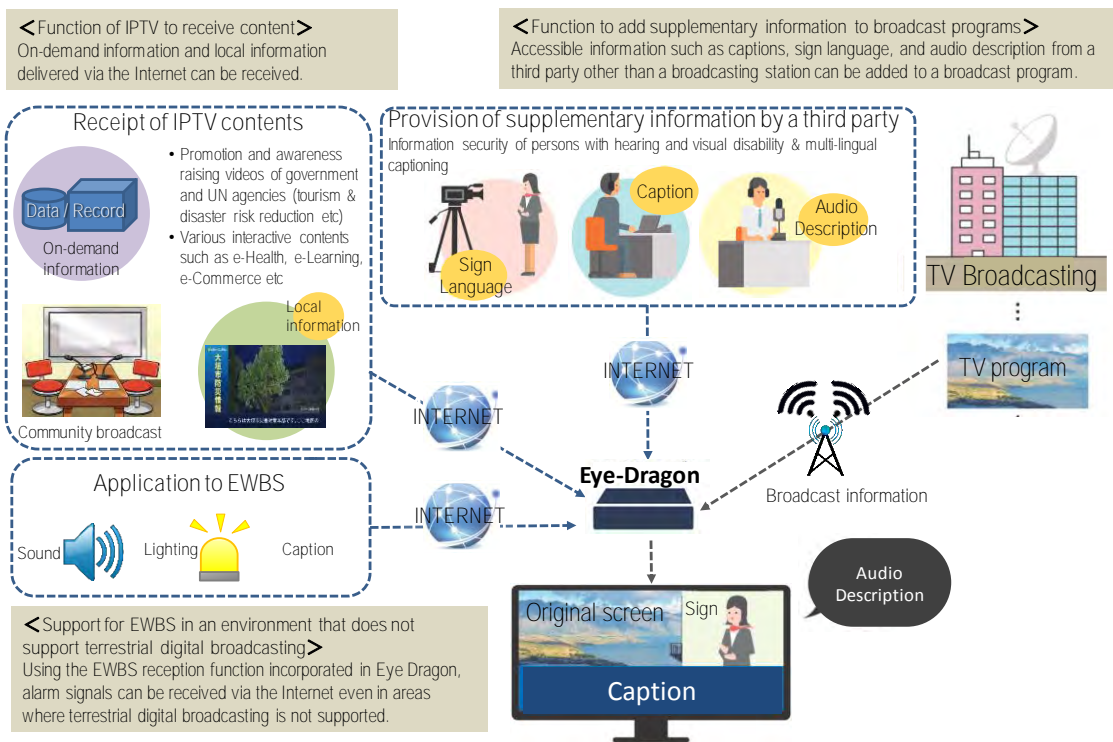 <Function of IPTV to receive content>
On-demand information and local information
delivered via the Internet can be received.
<Function to add supplementary information to broadcast programs>
Accessible information such as captions, sign language, and audio description from a
third party other than a broadcasting station can be added to a broadcast program.
Receipt of IPTV contents
Data / Record
On-demand
information
• Promotion and awareness
raising videos of government
and UN agencies (tourism &
disaster risk reduction etc)
• Various interactive contents
such as e-Health, e-Learning,
e-Commerce etc
Local
information
大垣市防災情報
Community broadcast
Provision of supplementary information by a third party
Information security of persons with hearing and visual disability & multi-lingual
captioning
Sign
Language
Caption
Audio
Description
TV Broadcasting
TV program
INTERNET
INTERNET
INTERNET
Broadcast information
Eye-Dragon
Application to EWBS
Sound
Lighting
Caption
<Support for EWBS in an environment that does not
support terrestrial digital broadcasting>
Using the EWBS reception function incorporated in Eye Dragon,
alarm signals can be received via the Internet even in areas
where terrestrial digital broadcasting is not supported.
Original screen
Sign
Caption
Audio
Description